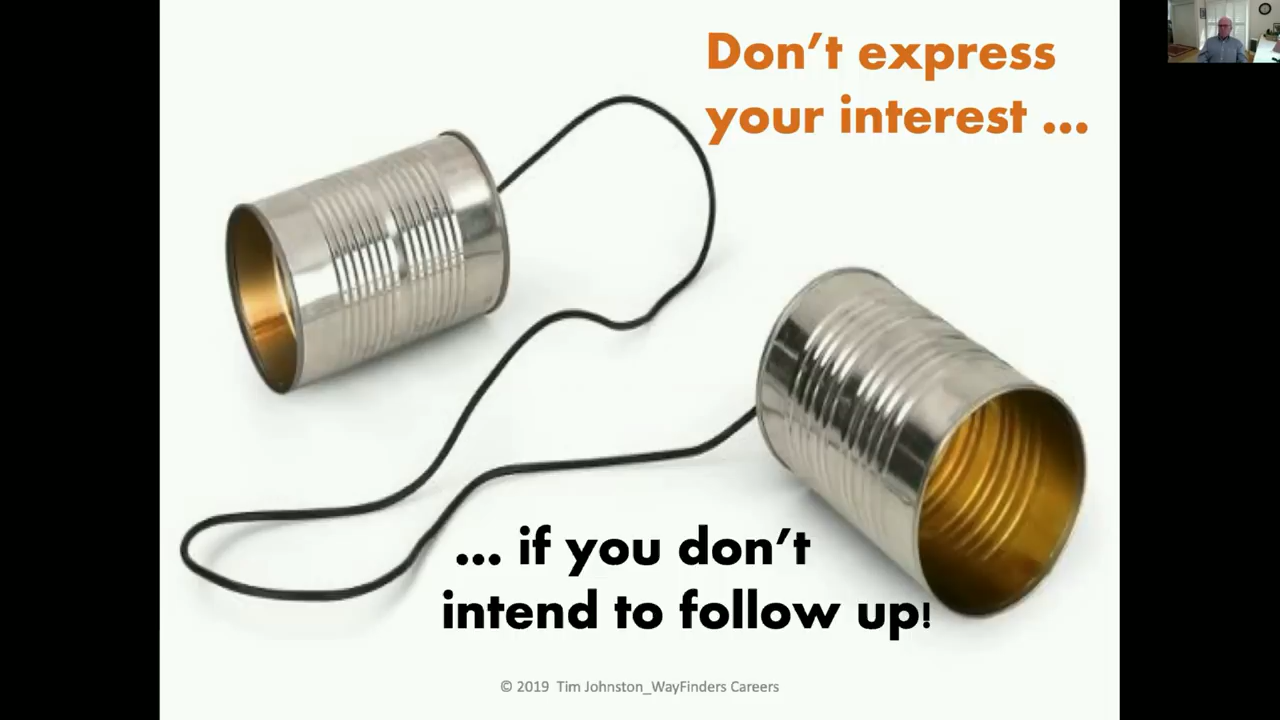 Don’t express
your interest ...
... if you don’t
intend to follow up!
© 2019 Tim Johnston_WayFinders Careers